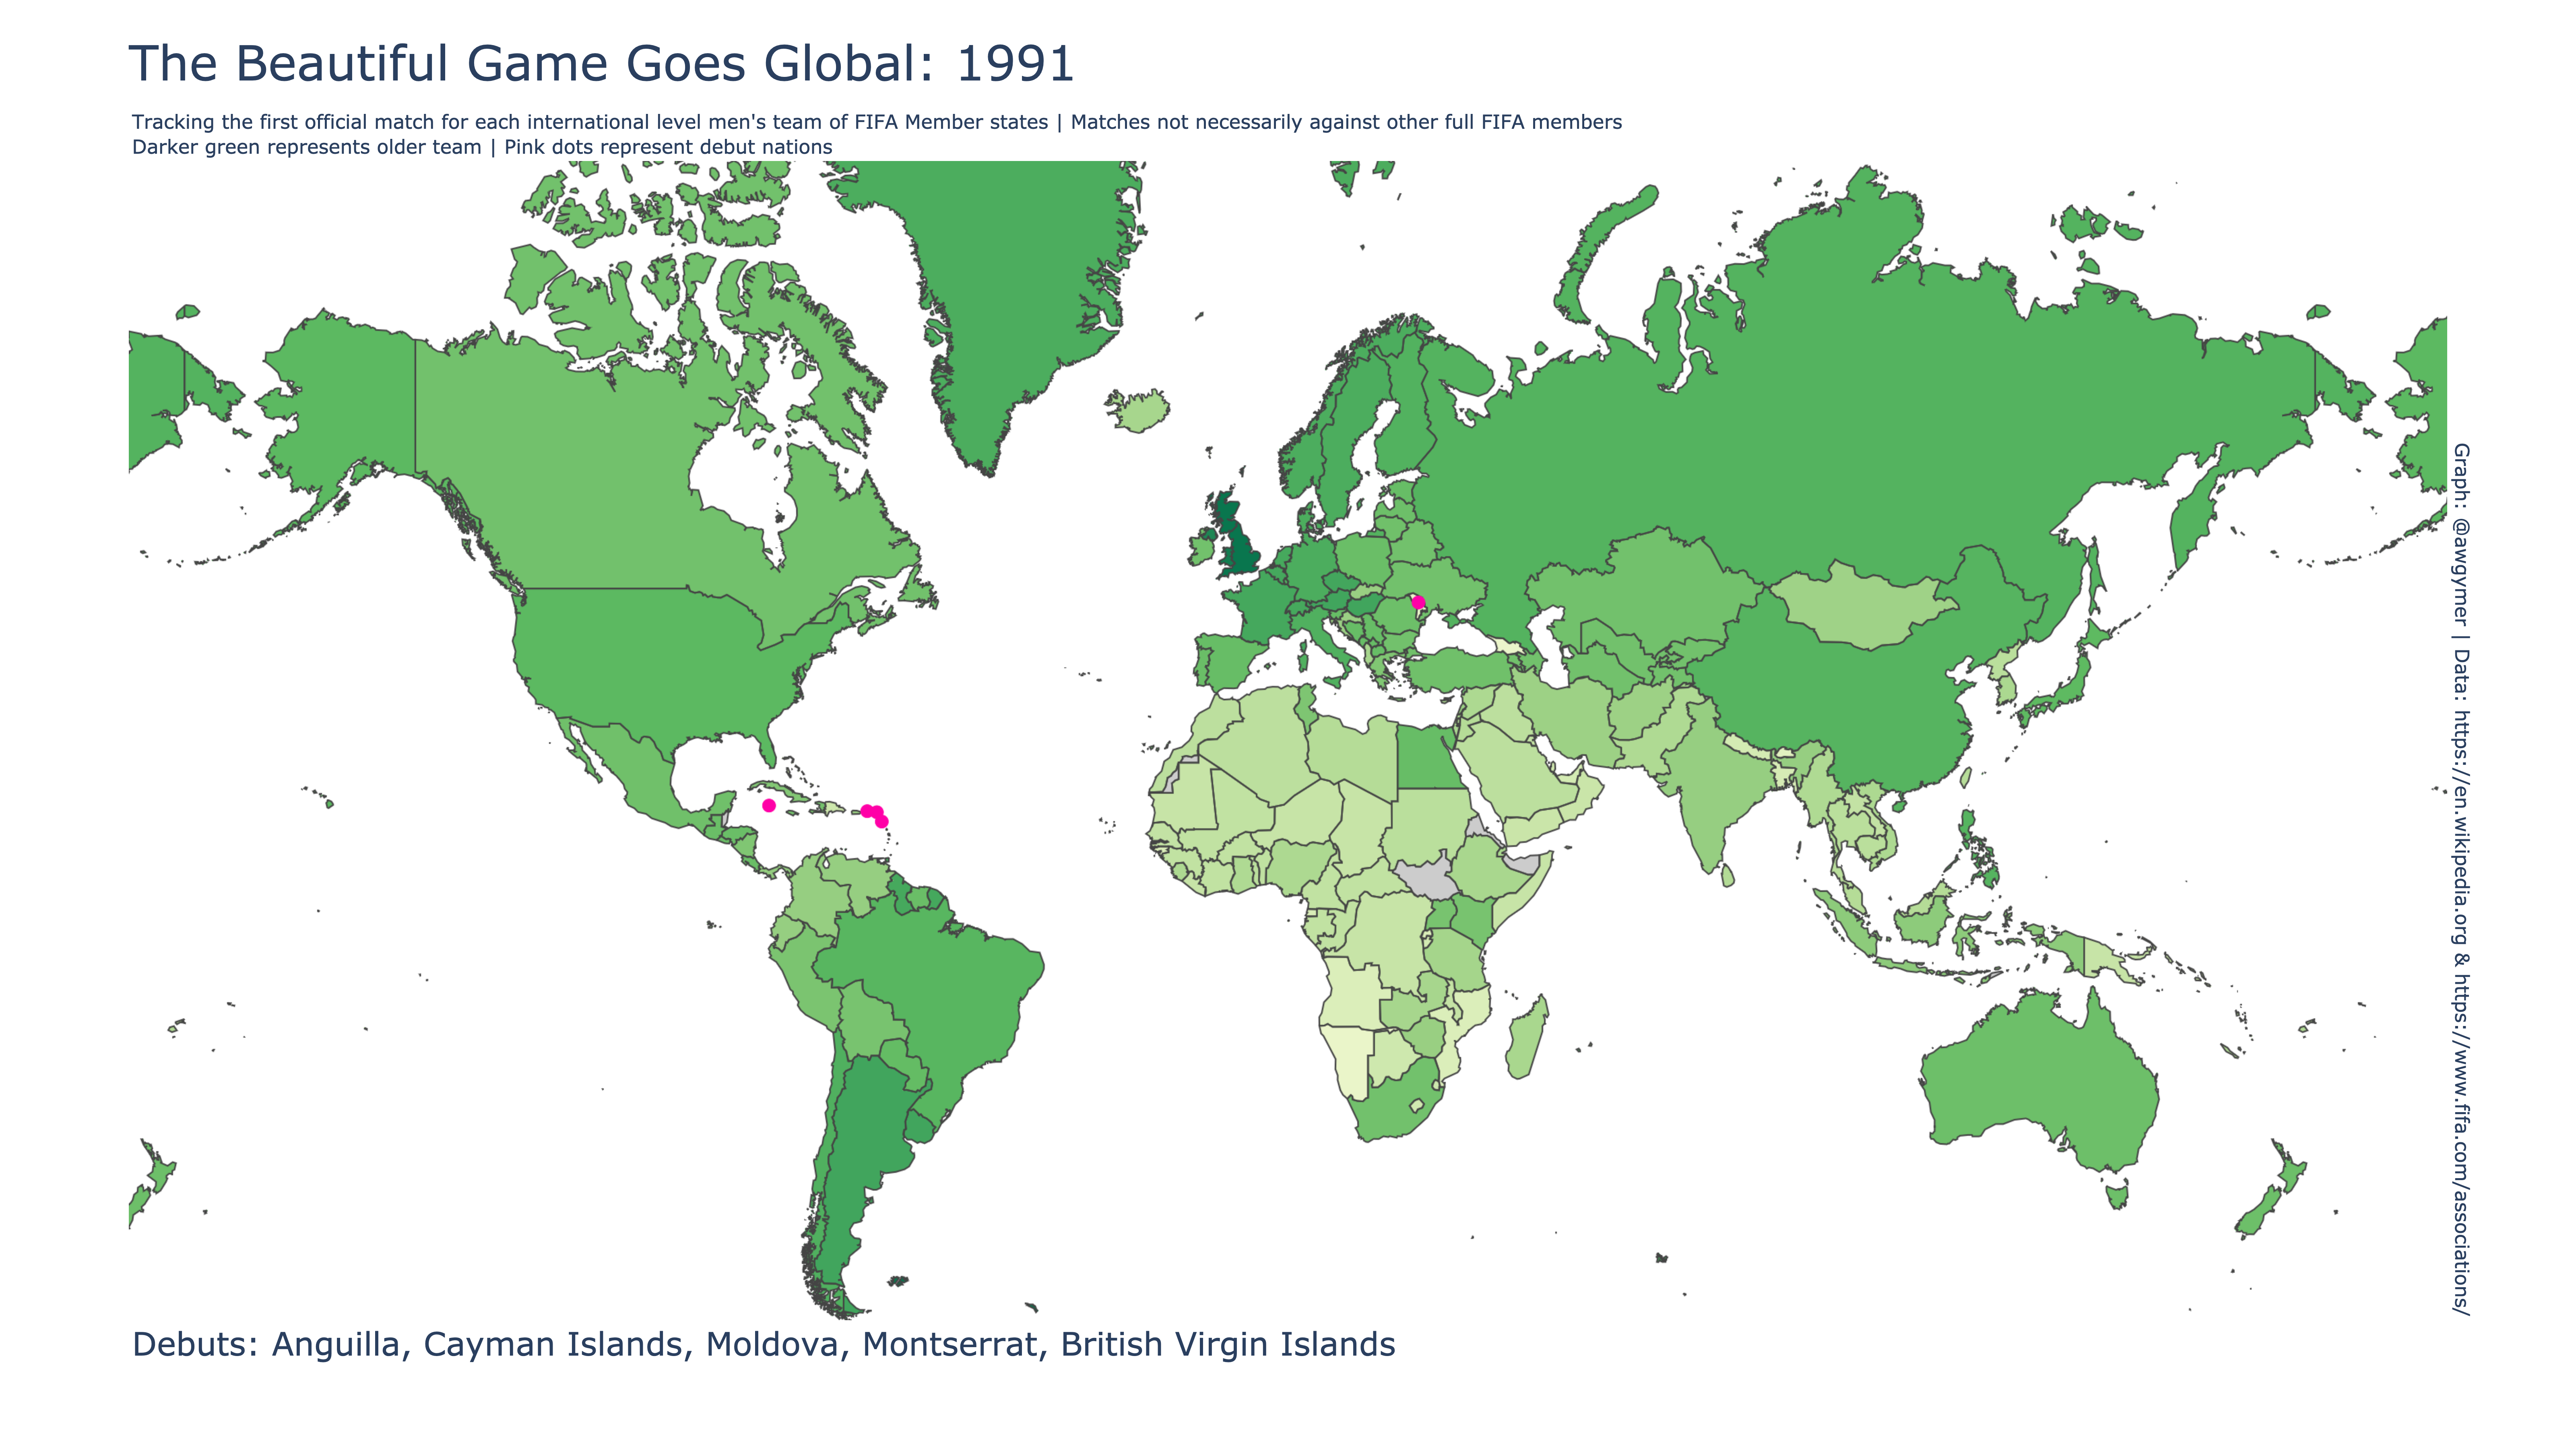 The Beautiful Game Goes Global: 1991
Tracking the first official match for each international level men's team of FIFA Member states | Matches not necessarily against other full FIFA members
Darker green represents older team | Pink dots represent debut nations
Graph: @awgymer | Data: https://en.wikipedia.org & https://www.fifa.com/associations/
Debuts: Anguilla, Cayman Islands, Moldova, Montserrat, British Virgin Islands